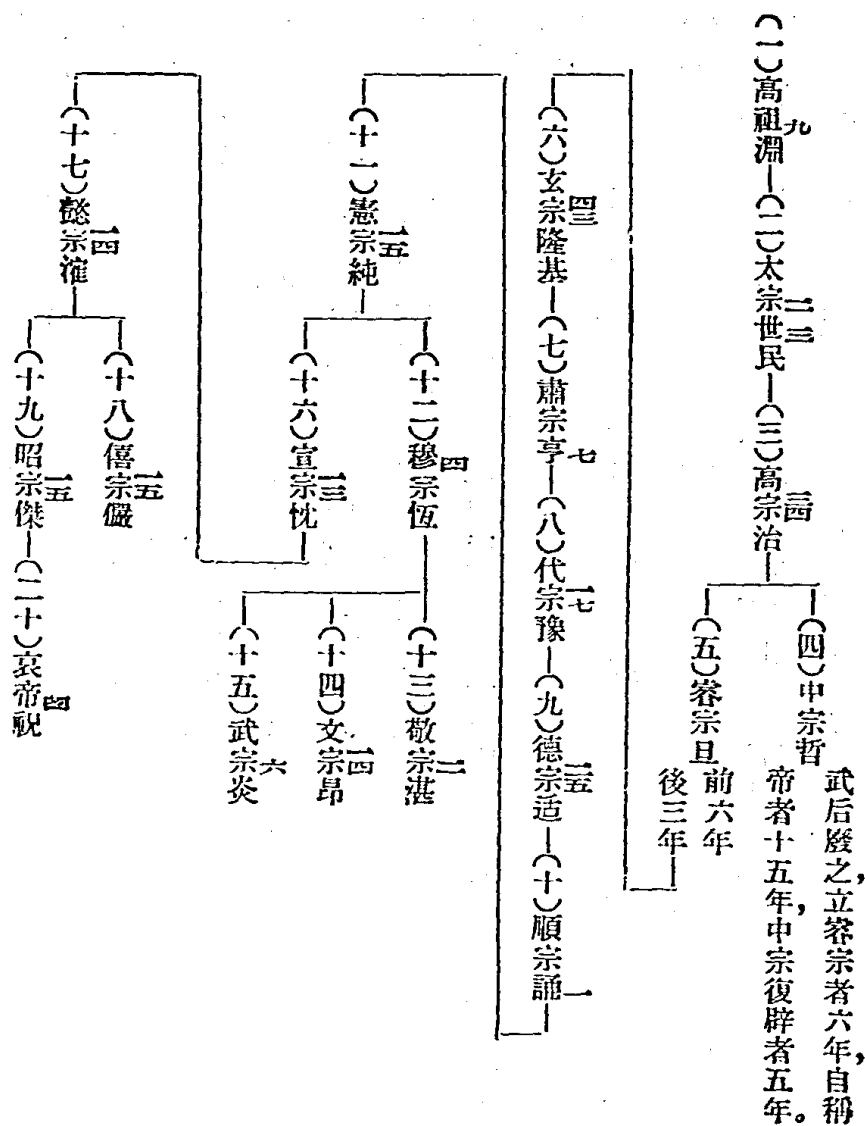 (一)高祖淵 九
(二)太宗世民 二三
(三)高宗治 三四
(四)中宗哲
武后廢之,立睿宗者六年,自稱
帝者十五年,中宗復辟者五年。
(五)睿宗旦
前六年
後三年
(六)玄宗隆基 四三
(七)肅宗亨 七
(八)代宗豫 一七
(九)德宗适 二五
(十)順宗誦 一
(十一)憲宗純 一五
(十二)穆宗恆 四
(十三)敬宗湛 二
(十四)文宗昂 一四
(十五)武宗炎 六
(十六)宣宗忱 一三
(十七)懿宗漼 一四
(十八)僖宗儼 一五
(十九)昭宗傑 一五
(二十)哀帝祝 四